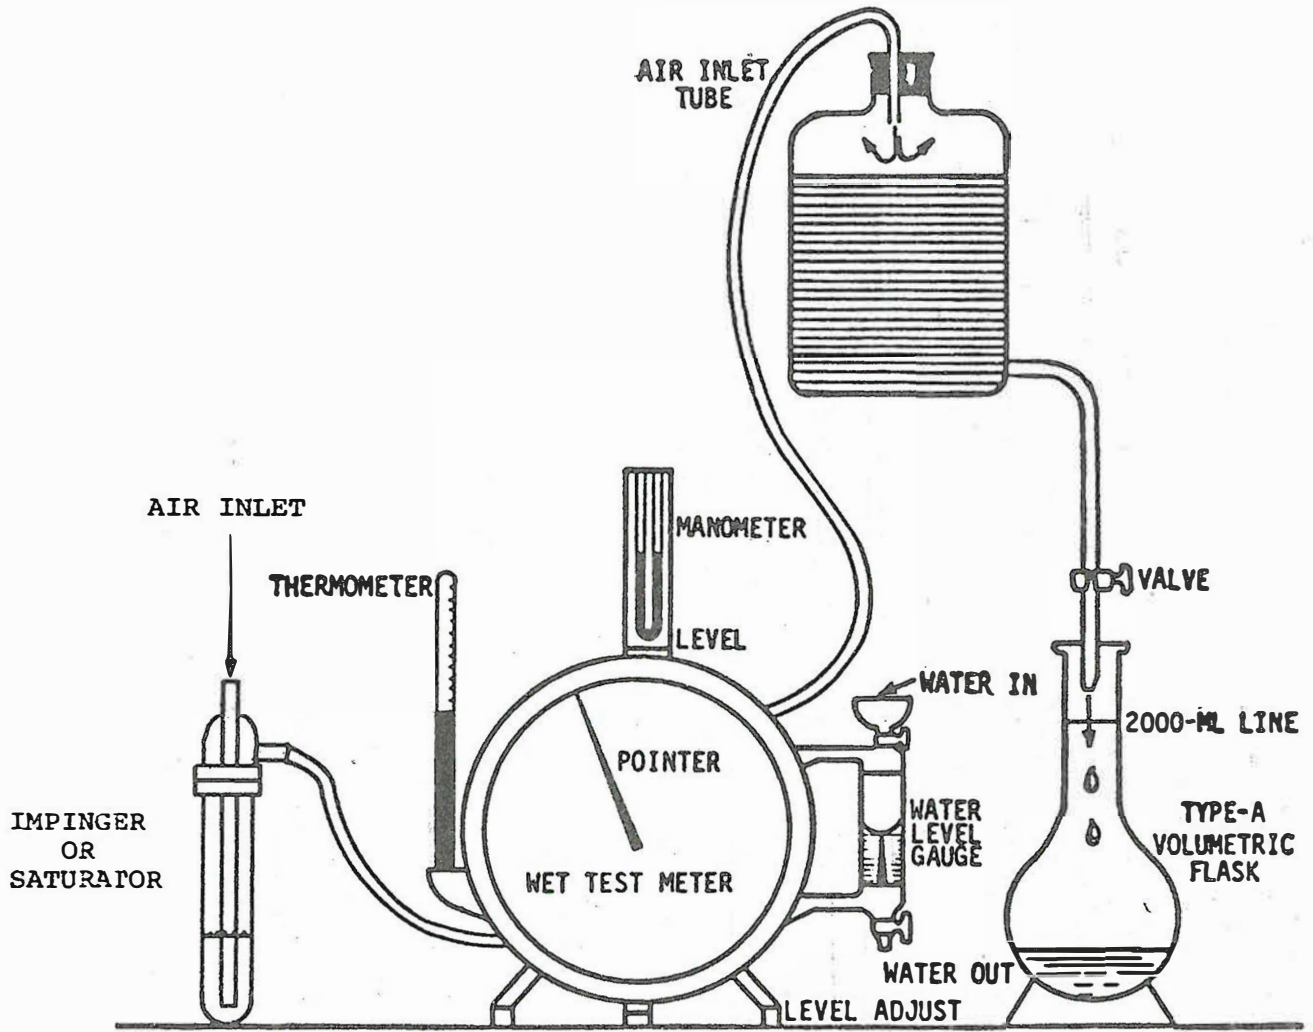 AIR INLET
TUBE
AIR INLET
MANOMETER
THERMOMETER
VALVE
LEVEL
WATER IN
2000-ML LINE
POINTER
IMPINGER
OR
SATURATOR
WATER
LEVEL
GAUGE
TYPE-A
VOLUMETRIC
FLASK
WET TEST METER
WATER OUT
LEVEL ADJUST